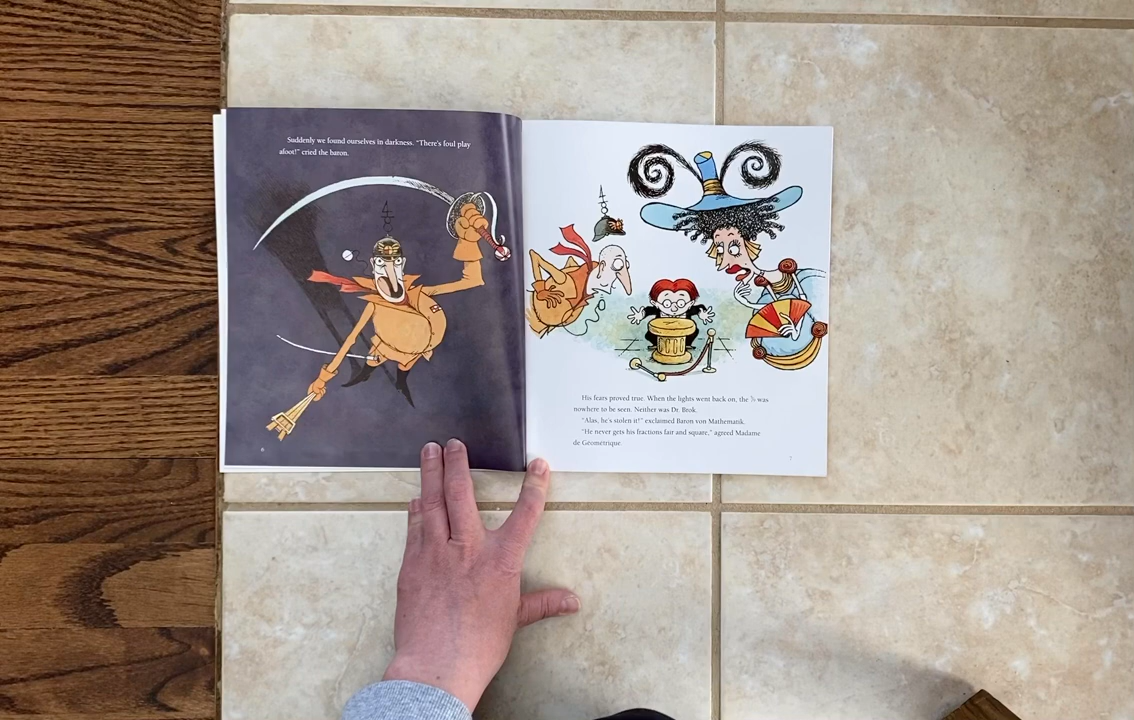 Suddenly we found ourselves in darkness. "There's foul play
afoot!" cried the baron.
6
His fears proved true. When the lights went back on, the was
nowhere to be seen. Neither was Dr. Brok.
"Alas, he's stolen it!" exclaimed Baron von Mathematik.
"He never gets his fractions fair and square," agreed Madame
de Géométrique.
7